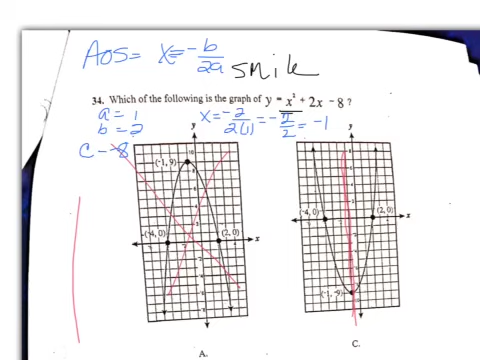 AOS = x = -b/2a
smile
34. Which of the following is the graph of y = x² + 2x - 8 ?
a = 1
b = 2
c - -8
x = -2/2(1) = -2/2 = -1
y
y
(-1, 9)
(-4, 0)
(2, 0)
x
(-4, 0)
(2, 0)
x
(-1, -9)
A.
C.